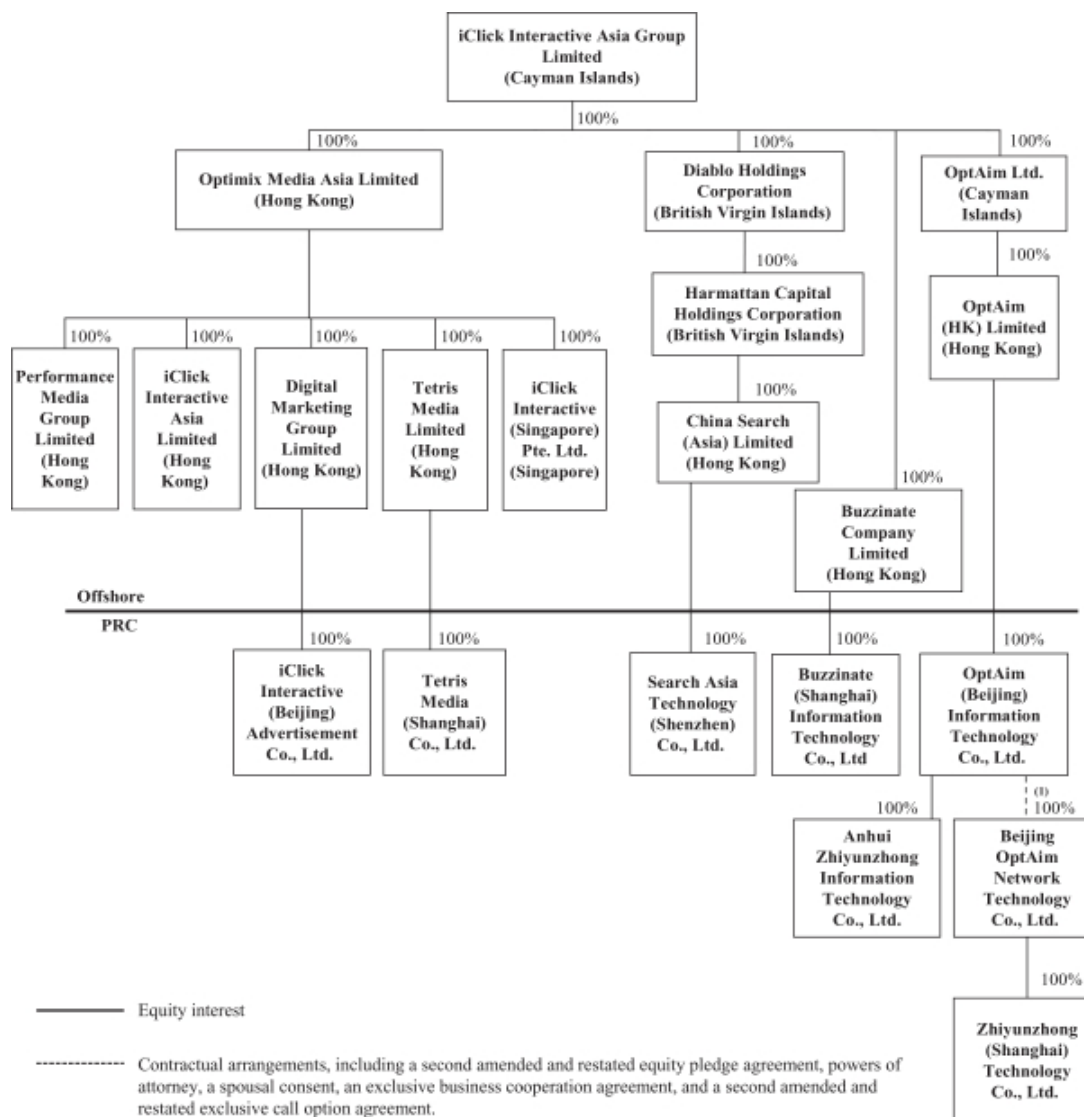 iClick Interactive Asia Group
Limited
(Cayman Islands)
100%
100%
100%
100%
Optimix Media Asia Limited
(Hong Kong)
Diablo Holdings
Corporation
(British Virgin Islands)
OptAim Ltd.
(Cayman
Islands)
100%
100%
Harmattan Capital
Holdings Corporation
(British Virgin Islands)
OptAim
(HK) Limited
(Hong Kong)
100%
100%
100%
100%
100%
Performance
Media
Group
Limited
(Hong
Kong)
iClick
Interactive
Asia
Limited
(Hong
Kong)
Digital
Marketing
Group
Limited
(Hong Kong)
Tetris
Media
Limited
(Hong
Kong)
iClick
Interactive
(Singapore)
Pte. Ltd.
(Singapore)
100%
China Search
(Asia) Limited
(Hong Kong)
100%
Buzzinate
Company
Limited
(Hong Kong)
Offshore
PRC
100%
100%
100%
100%
100%
iClick
Interactive
(Beijing)
Advertisement
Co., Ltd.
Tetris
Media
(Shanghai)
Co., Ltd.
Search Asia
Technology
(Shenzhen)
Co., Ltd.
Buzzinate
(Shanghai)
Information
Technology
Co., Ltd
OptAim
(Beijing)
Information
Technology
Co., Ltd.
(1)
100%
100%
Anhui
Zhiyunzhong
Information
Technology
Co., Ltd.
Beijing
OptAim
Network
Technology
Co., Ltd.
100%
Zhiyunzhong
(Shanghai)
Technology
Co., Ltd.
Equity interest
Contractual arrangements, including a second amended and restated equity pledge agreement, powers of
attorney, a spousal consent, an exclusive business cooperation agreement, and a second amended and
restated exclusive call option agreement.